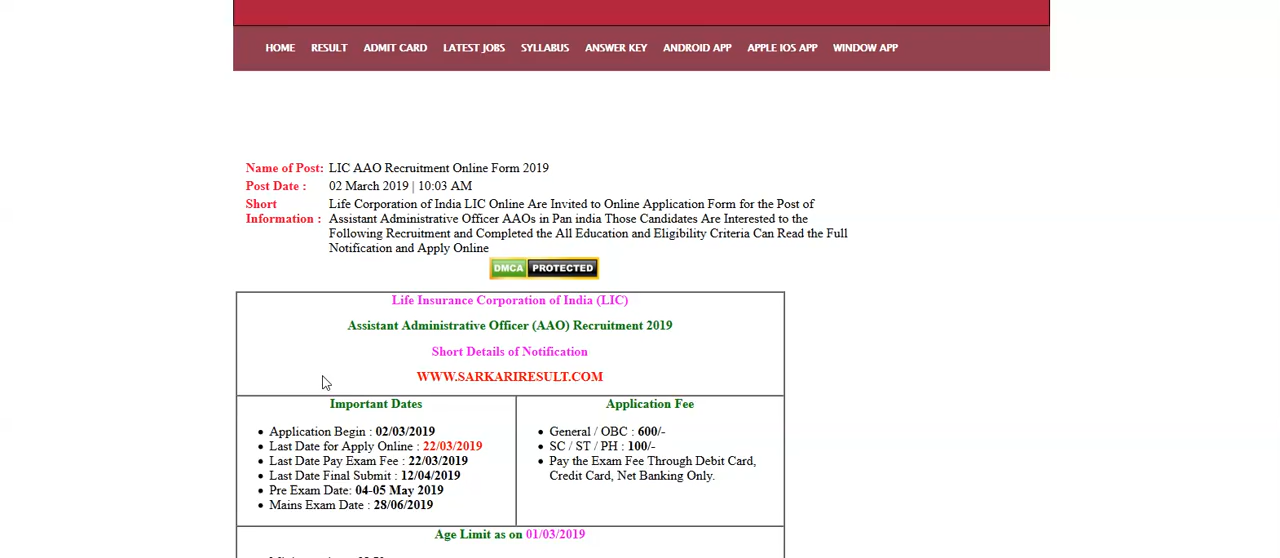 HOME RESULT ADMIT CARD LATEST JOBS SYLLABUS ANSWER KEY ANDROID APP APPLE IOS APP WINDOW APP
Name of Post: LIC AAO Recruitment Online Form 2019
Post Date : 02 March 2019 | 10:03 AM
Short Information : Life Corporation of India LIC Online Are Invited to Online Application Form for the Post of
Assistant Administrative Officer AAOs in Pan india Those Candidates Are Interested to the
Following Recruitment and Completed the All Education and Eligibility Criteria Can Read the Full
Notification and Apply Online
DMCA PROTECTED
Life Insurance Corporation of India (LIC)
Assistant Administrative Officer (AAO) Recruitment 2019
Short Details of Notification
WWW.SARKARIRESULT.COM
Important Dates
• Application Begin : 02/03/2019
• Last Date for Apply Online : 22/03/2019
• Last Date Pay Exam Fee : 22/03/2019
• Last Date Final Submit : 12/04/2019
• Pre Exam Date: 04-05 May 2019
• Mains Exam Date : 28/06/2019
Application Fee
• General / OBC : 600/-
• SC / ST / PH : 100/-
• Pay the Exam Fee Through Debit Card,
Credit Card, Net Banking Only.
Age Limit as on 01/03/2019